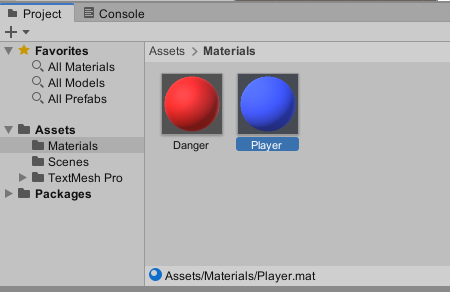 Project
Console
Favorites
All Materials
All Models
All Prefabs
Assets
Materials
Scenes
TextMesh Pro
Packages
Assets > Materials
Danger
Player
Assets/Materials/Player.mat